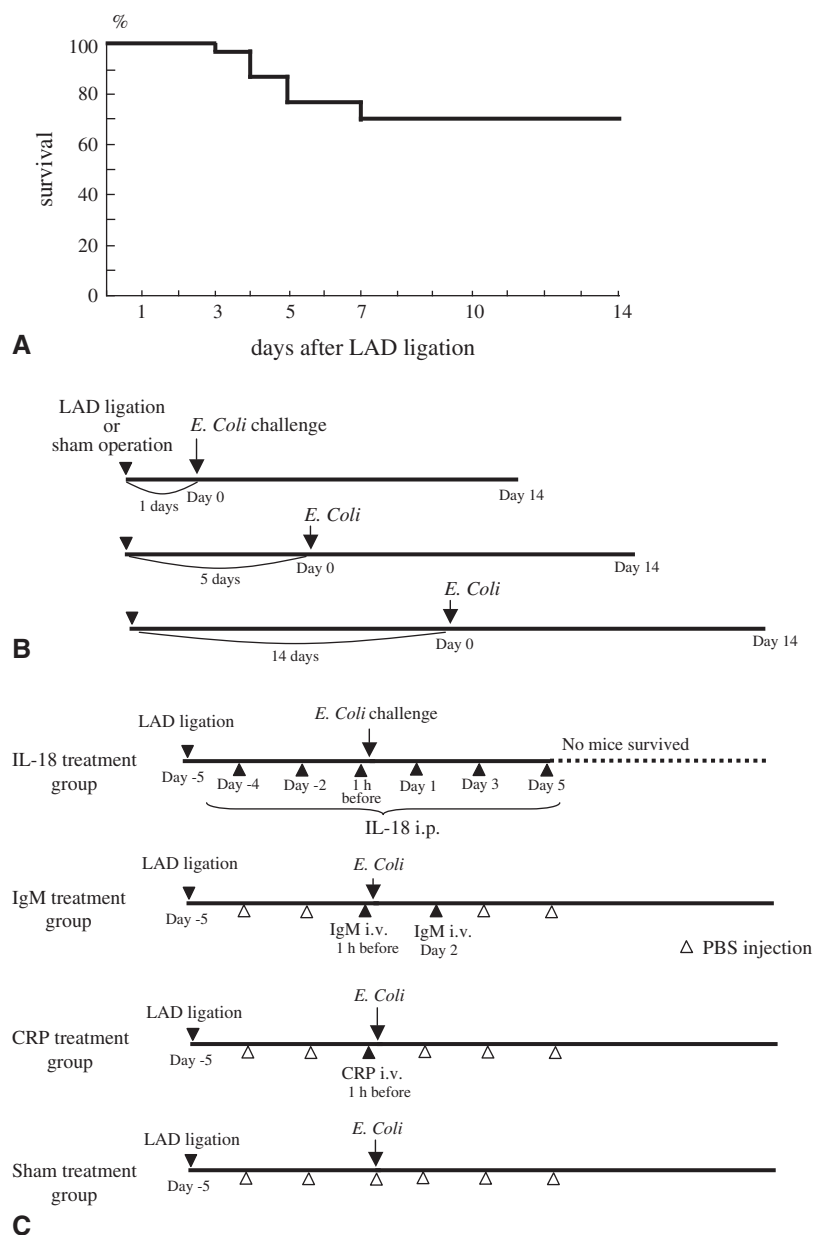 %
100
80
60
40
20
0
survival
1 3 5 7 10 14
days after LAD ligation
A
LAD ligation
or
sham operation
E. Coli challenge
1 days
Day 0
Day 14
E. Coli
5 days
Day 0
Day 14
E. Coli
14 days
Day 0
Day 14
B
LAD ligation
E. Coli challenge
IL-18 treatment
group
No mice survived
Day -5
Day -4
Day -2
1 h
before
Day 1
Day 3
Day 5
IL-18 i.p.
LAD ligation
E. Coli
IgM treatment
group
Day -5
IgM i.v.
1 h before
IgM i.v.
Day 2
PBS injection
E. Coli
LAD ligation
CRP treatment
group
Day -5
CRP i.v.
1 h before
E. Coli
LAD ligation
Sham treatment
group
Day -5
C